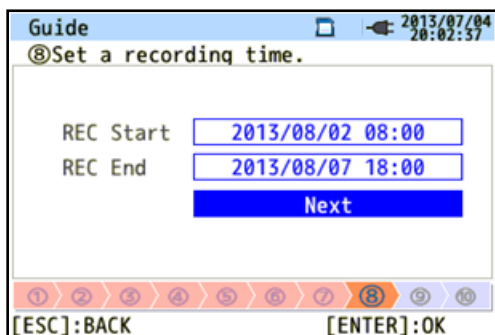 Guide 2013/07/04
20:02:37
⑧Set a recording time.
REC Start 2013/08/02 08:00
REC End 2013/08/07 18:00
Next
① ② ③ ④ ⑤ ⑥ ⑦ ⑧ ⑨ ⑩
[ESC]:BACK [ENTER]:OK